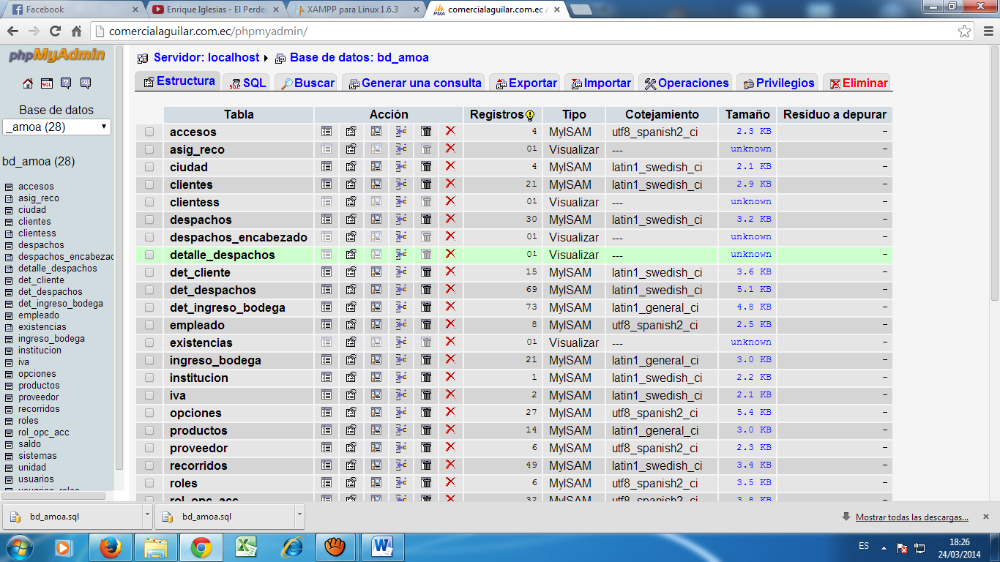 Facebook
Enrique Iglesias - El Perded
XAMPP para Linux 1.6.3
comercialaguilar.com.ec /
comercialaguilar.com.ec/phpmyadmin/
phpMyAdmin
Base de datos
_amoa (28)
bd_amoa (28)
accesos
asig_reco
ciudad
clientes
clientess
despachos
despachos_encabezac
detalle_despachos
det_cliente
det_despachos
det_ingreso_bodega
empleado
existencias
ingreso_bodega
institucion
iva
opciones
productos
proveedor
recorridos
roles
rol_opc_acc
saldo
sistemas
unidad
usuarios
usuarios_roles
Servidor: localhost Base de datos: bd_amoa
Estructura SQL Buscar Generar una consulta Exportar Importar Operaciones Privilegios Eliminar
Tabla Acción Registros Tipo Cotejamiento Tamaño Residuo a depurar
accesos 4 MyISAM utf8_spanish2_ci 2.3 KB -
asig_reco 01 Visualizar --- unknown -
ciudad 4 MyISAM latin1_swedish_ci 2.1 KB -
clientes 21 MyISAM latin1_swedish_ci 2.9 KB -
clientess 01 Visualizar --- unknown -
despachos 30 MyISAM latin1_swedish_ci 3.2 KB -
despachos_encabezado 01 Visualizar --- unknown -
detalle_despachos 01 Visualizar --- unknown -
det_cliente 15 MyISAM latin1_swedish_ci 3.6 KB -
det_despachos 69 MyISAM latin1_swedish_ci 5.1 KB -
det_ingreso_bodega 73 MyISAM latin1_general_ci 4.8 KB -
empleado 8 MyISAM utf8_spanish2_ci 2.5 KB -
existencias 01 Visualizar --- unknown -
ingreso_bodega 21 MyISAM latin1_general_ci 3.0 KB -
institucion 1 MyISAM latin1_swedish_ci 2.2 KB -
iva 2 MyISAM latin1_swedish_ci 2.1 KB -
opciones 27 MyISAM utf8_spanish2_ci 5.4 KB -
productos 14 MyISAM latin1_general_ci 3.0 KB -
proveedor 6 MyISAM utf8_spanish2_ci 2.3 KB -
recorridos 49 MyISAM latin1_swedish_ci 3.4 KB -
roles 6 MyISAM utf8_spanish2_ci 3.5 KB -
rol_opc_acc 32 MyISAM utf8_spanish2_ci 3.8 KB -
bd_amoa.sql
bd_amoa.sql
Mostrar todas las descargas...
ES
18:26
24/03/2014